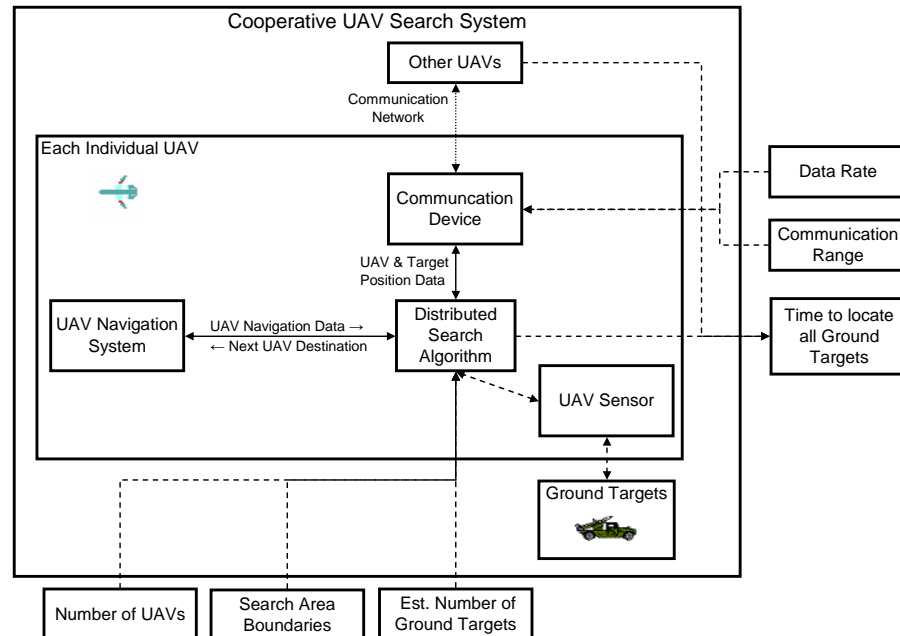 Cooperative UAV Search System
Other UAVs
Communication
Network
Each Individual UAV
Communcation
Device
Data Rate
Communication
Range
UAV & Target
Position Data
UAV Navigation
System
UAV Navigation Data →
← Next UAV Destination
Distributed
Search
Algorithm
Time to locate
all Ground
Targets
UAV Sensor
Ground Targets
Number of UAVs
Search Area
Boundaries
Est. Number of
Ground Targets